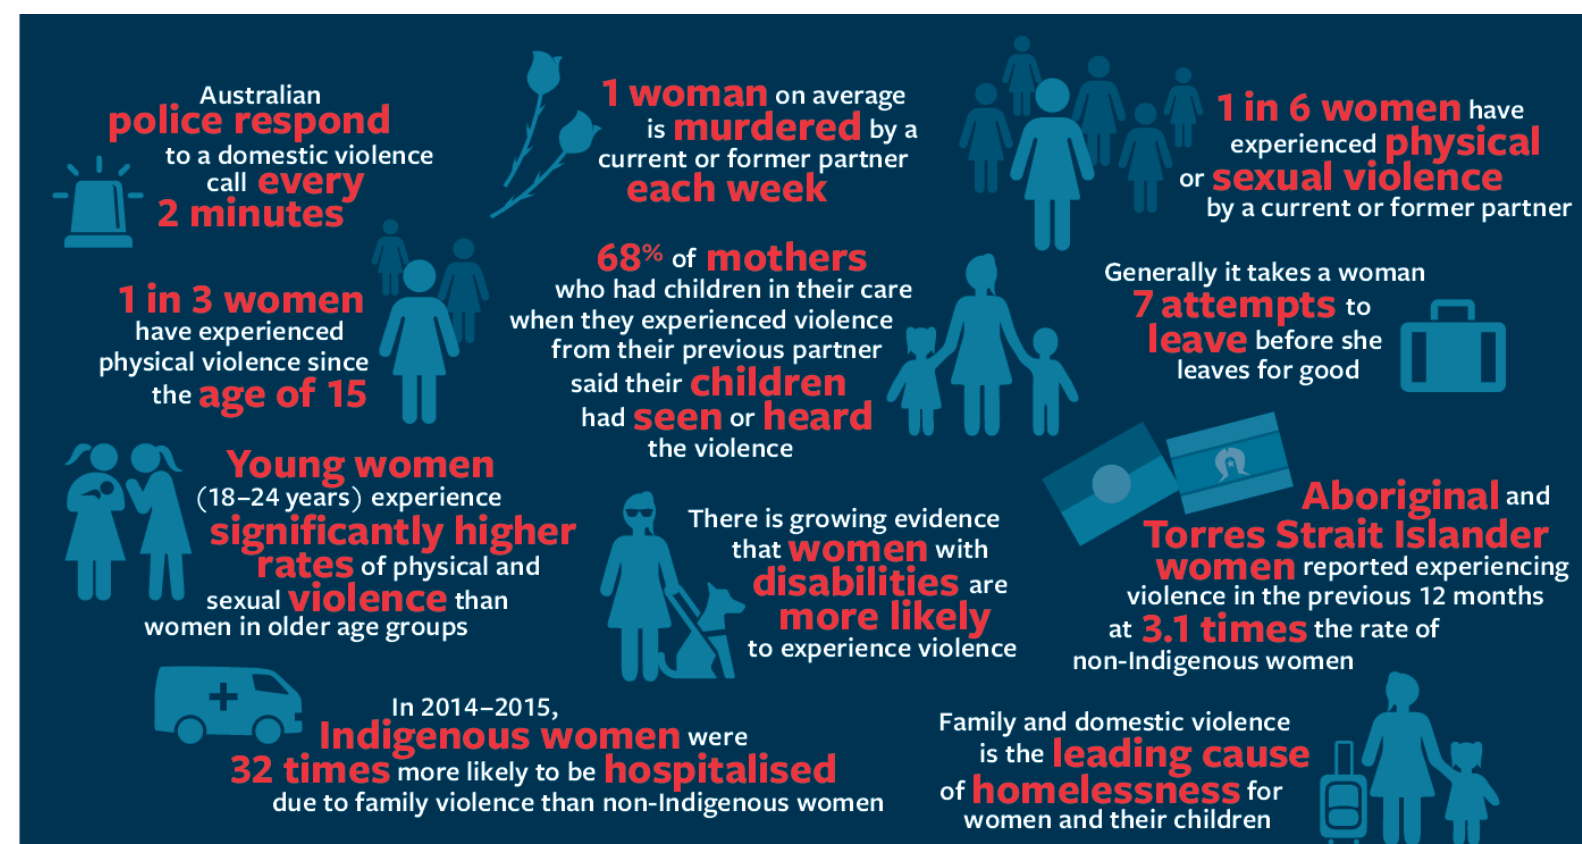 Australian
police respond
to a domestic violence
call every
2 minutes
1 woman on average
is murdered by a
current or former partner
each week
1 in 6 women have
experienced physical
or sexual violence
by a current or former partner
1 in 3 women
have experienced
physical violence since
the age of 15
68% of mothers
who had children in their care
when they experienced violence
from their previous partner
said their children
had seen or heard
the violence
Generally it takes a woman
7 attempts to
leave before she
leaves for good
Young women
(18–24 years) experience
significantly higher
rates of physical and
sexual violence than
women in older age groups
There is growing evidence
that women with
disabilities are
more likely
to experience violence
Aboriginal and
Torres Strait Islander
women reported experiencing
violence in the previous 12 months
at 3.1 times the rate of
non-Indigenous women
In 2014–2015,
Indigenous women were
32 times more likely to be hospitalised
due to family violence than non-Indigenous women
Family and domestic violence
is the leading cause
of homelessness for
women and their children